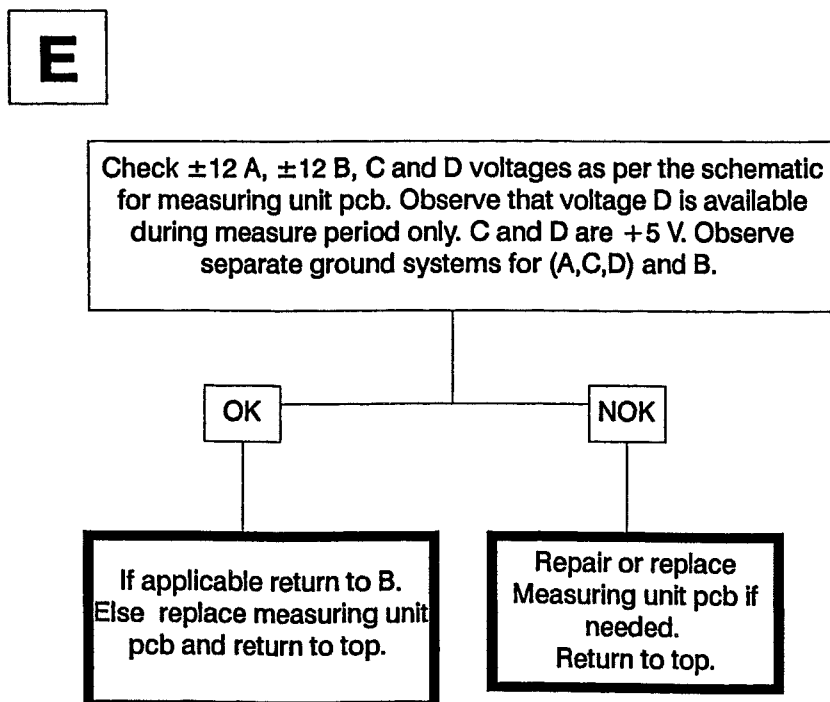 E
Check ±12 A, ±12 B, C and D voltages as per the schematic
for measuring unit pcb. Observe that voltage D is available
during measure period only. C and D are +5 V. Observe
separate ground systems for (A,C,D) and B.
OK
NOK
If applicable return to B.
Else replace measuring unit
pcb and return to top.
Repair or replace
Measuring unit pcb if
needed.
Return to top.